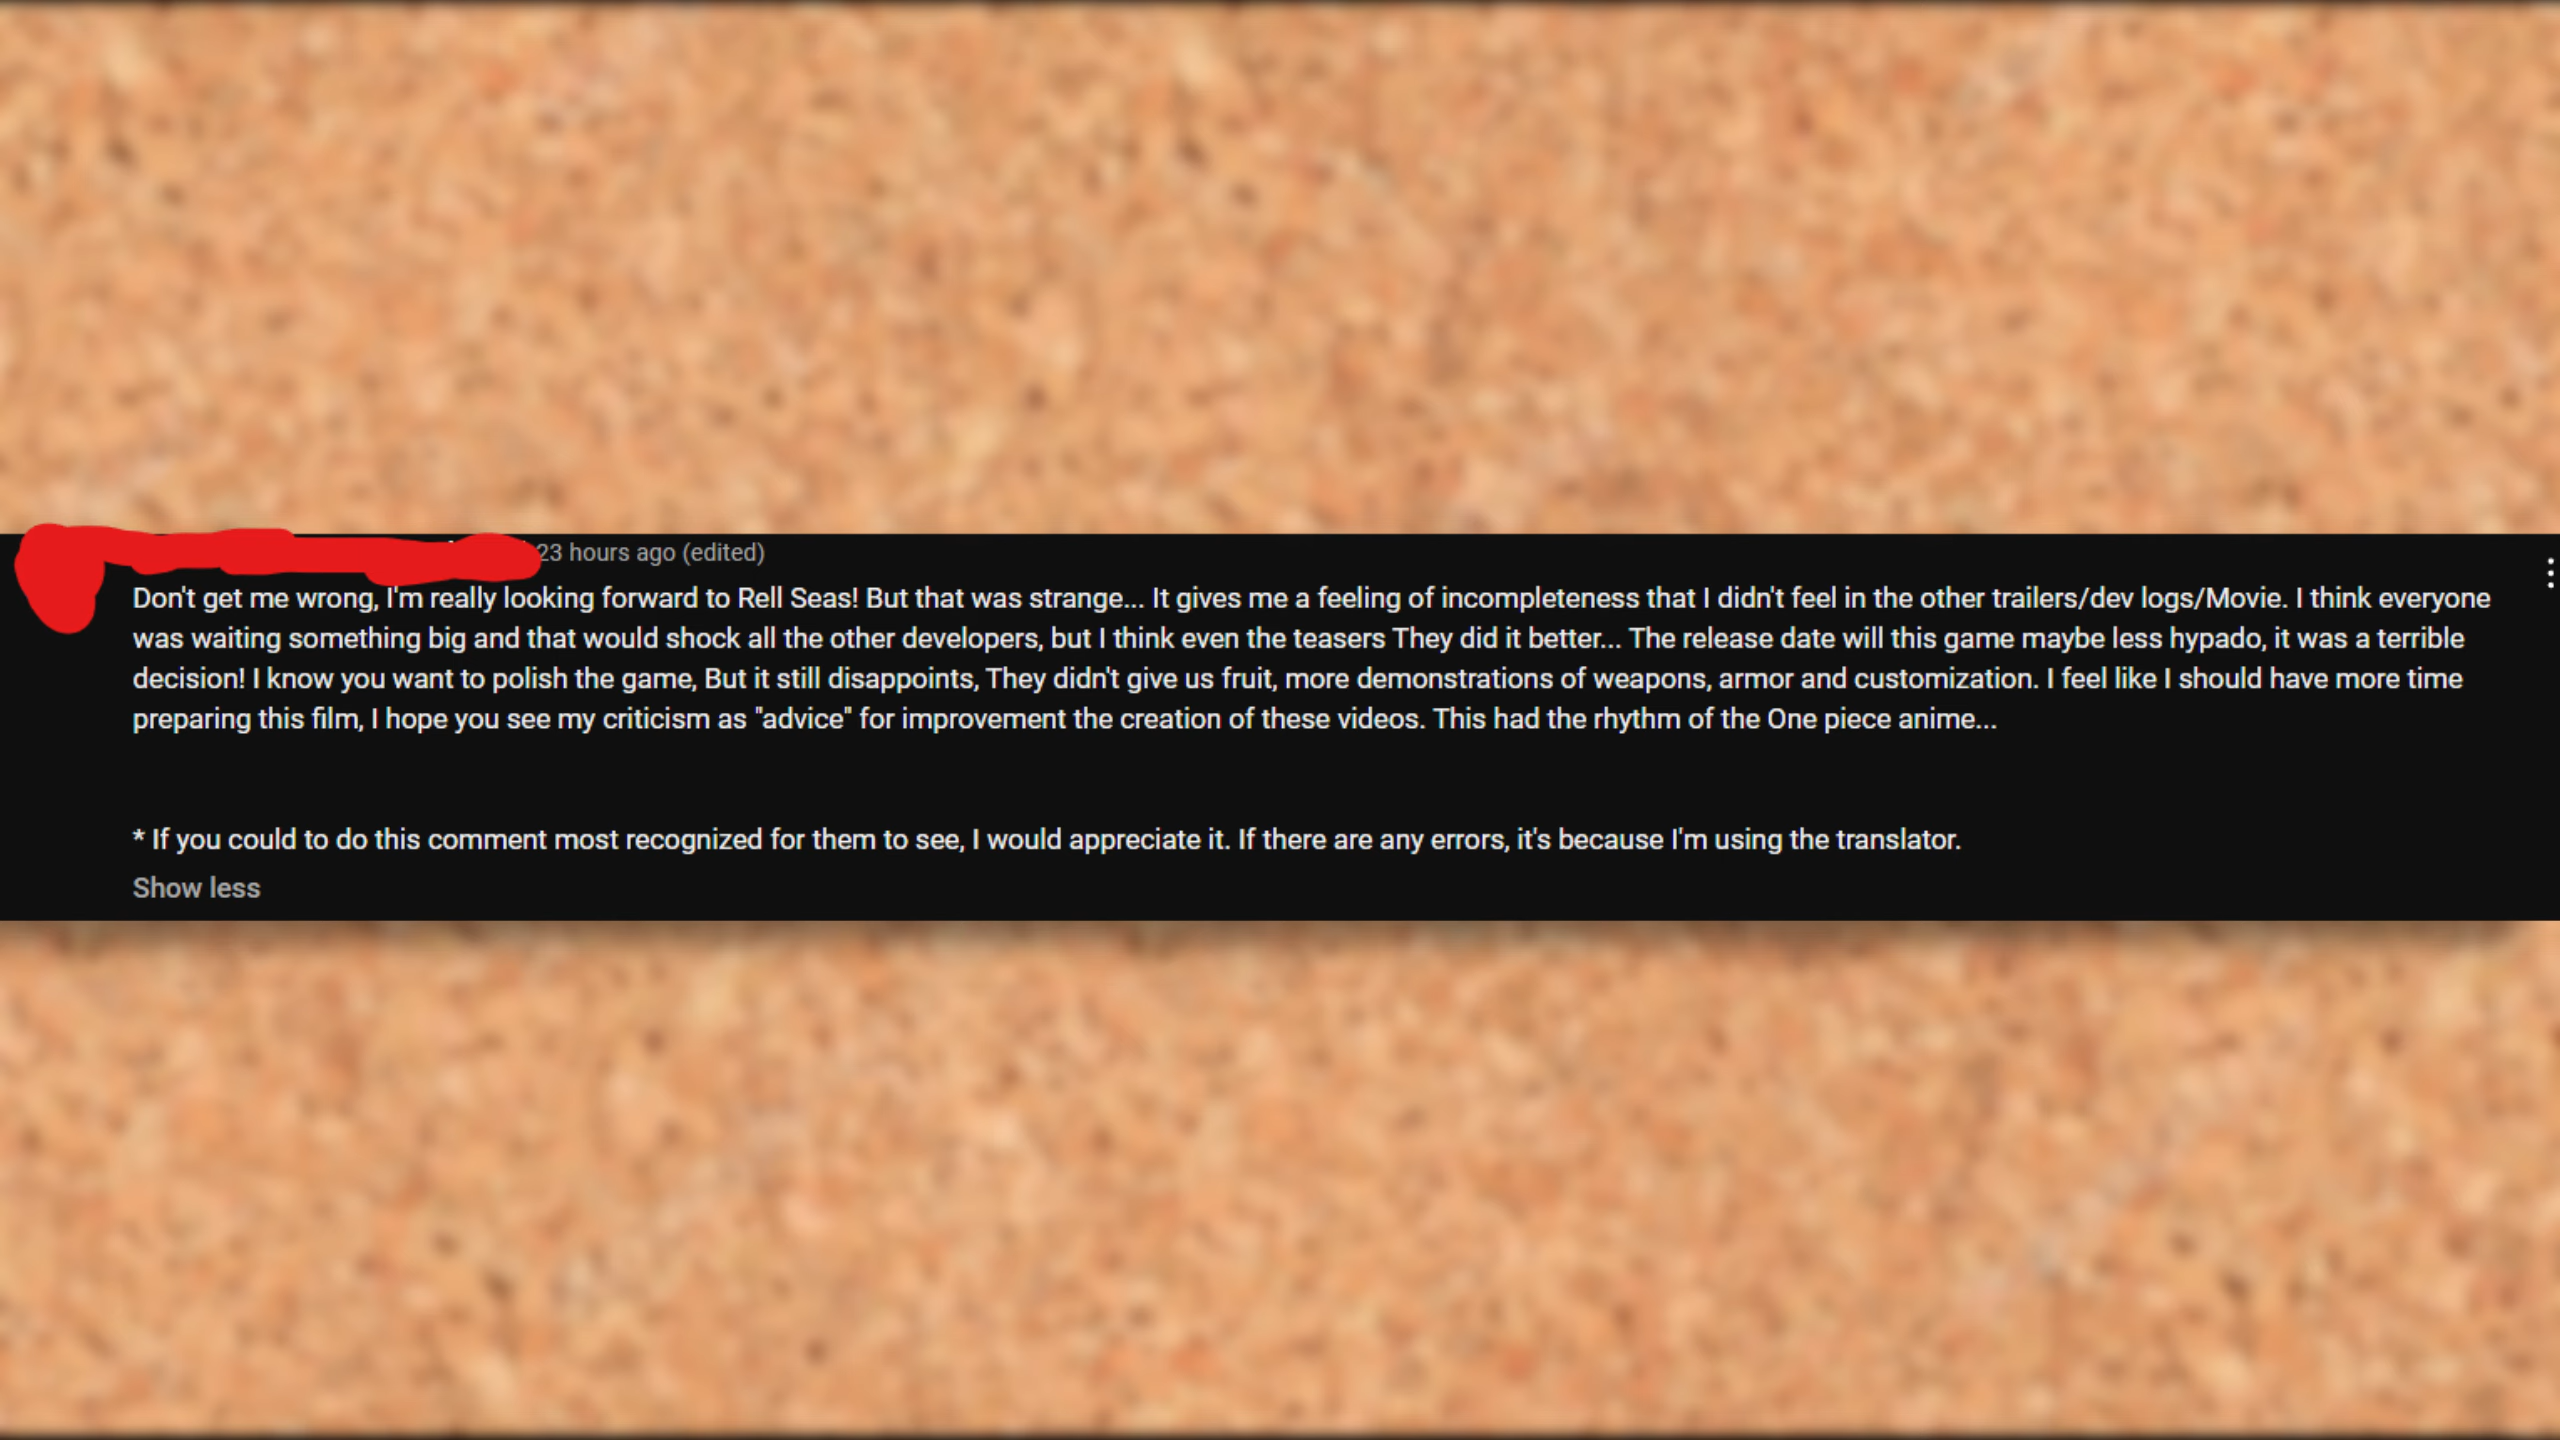 23 hours ago (edited)
Don't get me wrong, I'm really looking forward to Rell Seas! But that was strange... It gives me a feeling of incompleteness that I didn't feel in the other trailers/dev logs/Movie. I think everyone
was waiting something big and that would shock all the other developers, but I think even the teasers They did it better... The release date will this game maybe less hypado, it was a terrible
decision! I know you want to polish the game, But it still disappoints, They didn't give us fruit, more demonstrations of weapons, armor and customization. I feel like I should have more time
preparing this film, I hope you see my criticism as "advice" for improvement the creation of these videos. This had the rhythm of the One piece anime...
* If you could to do this comment most recognized for them to see, I would appreciate it. If there are any errors, it's because I'm using the translator.
Show less